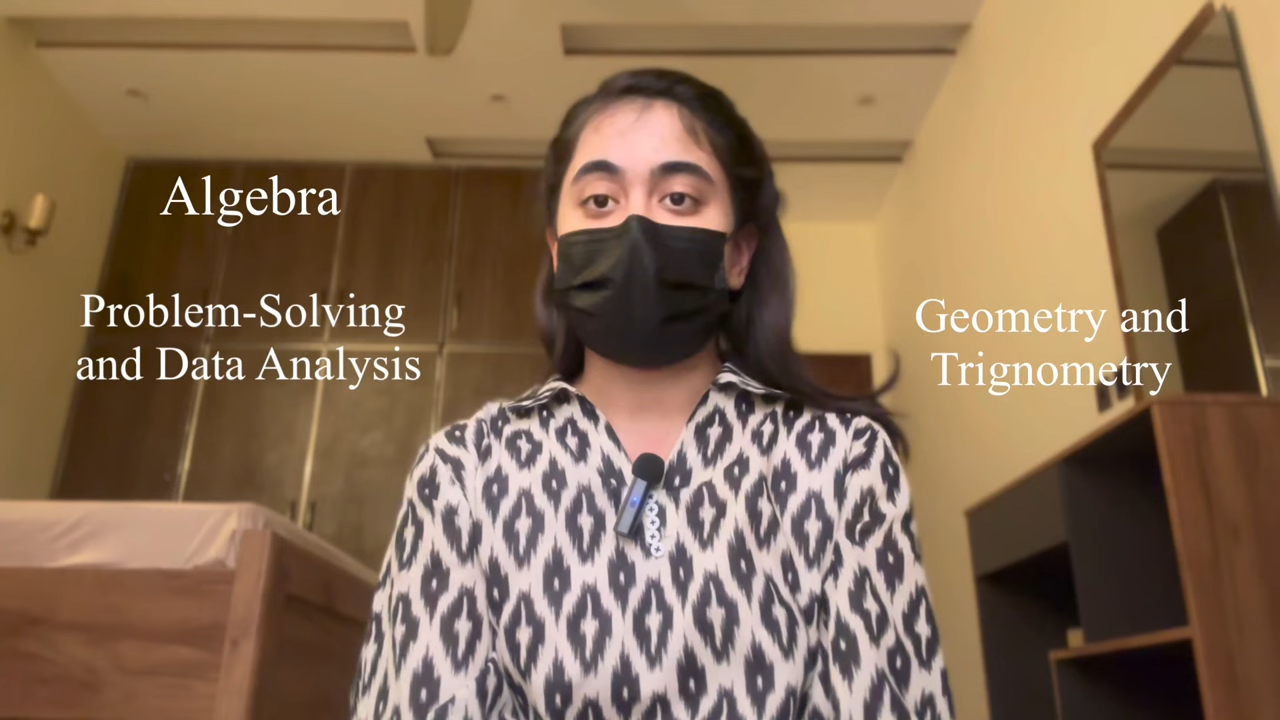 Algebra
Problem-Solving
and Data Analysis
Geometry and
Trignometry